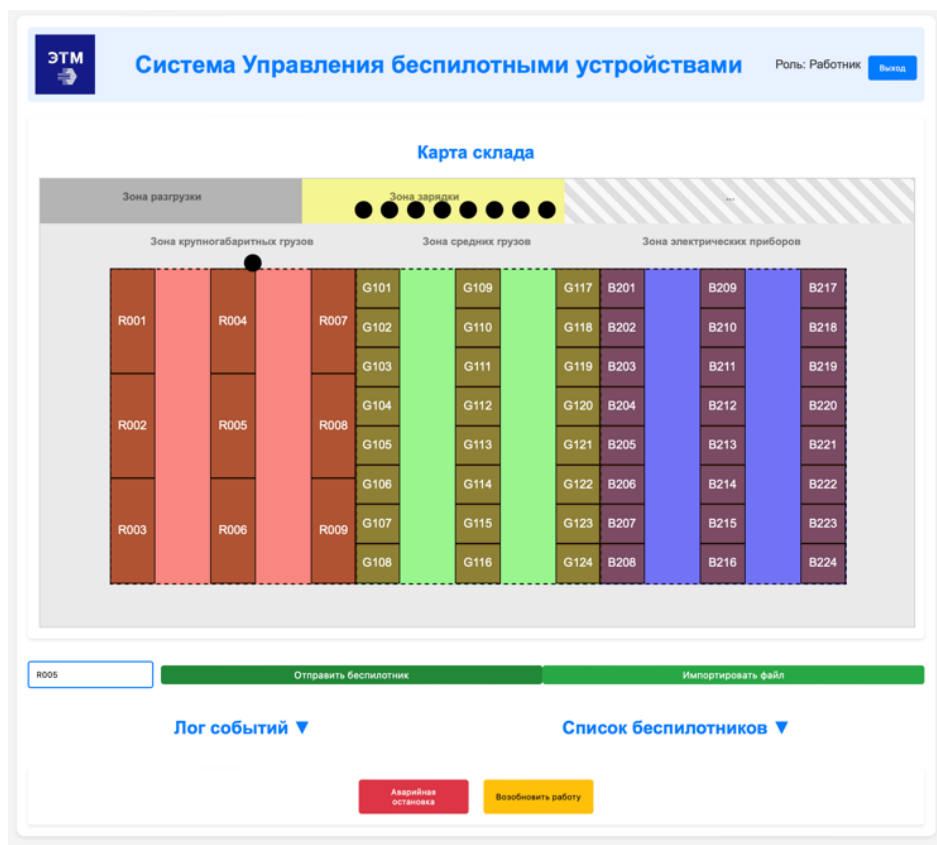 ЭТМ
Система Управления беспилотными устройствами
Роль: Работник
Выход
Карта склада
Зона разгрузки
Зона зарядки
...
Зона крупногабаритных грузов
Зона средних грузов
Зона электрических приборов
G101 G109 G117 B201 B209 B217
R001 R004 R007 G102 G110 G118 B202 B210 B218
G103 G111 G119 B203 B211 B219
G104 G112 G120 B204 B212 B220
R002 R005 R008 G105 G113 G121 B205 B213 B221
G106 G114 G122 B206 B214 B222
R003 R006 R009 G107 G115 G123 B207 B215 B223
G108 G116 G124 B208 B216 B224
R005
Отправить беспилотник
Импортировать файл
Лог событий ▼
Список беспилотников ▼
Аварийная
остановка
Возобновить работу